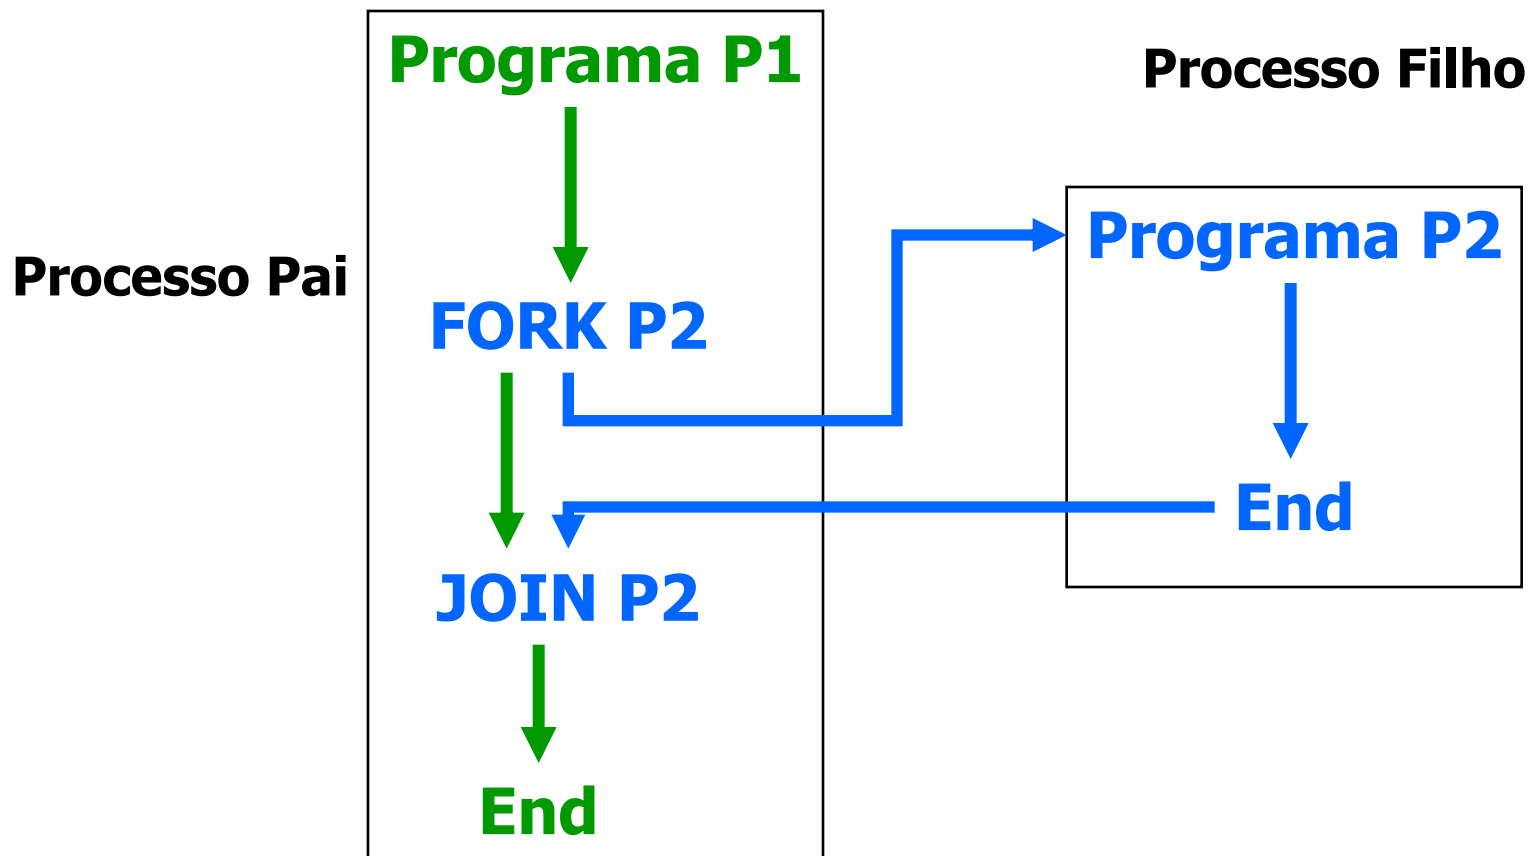 Programa P1
Processo Filho
Programa P2
Processo Pai
FORK P2
End
JOIN P2
End